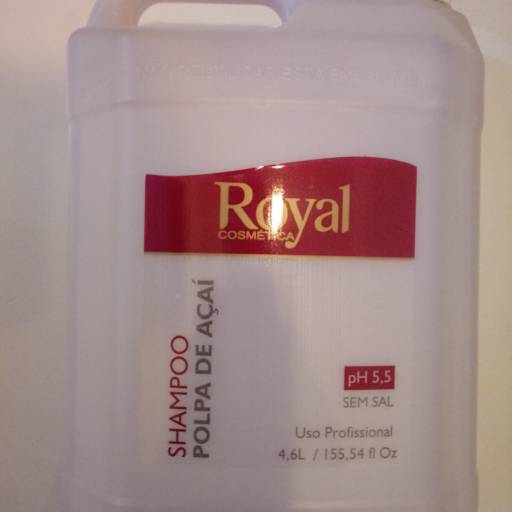 Royal
COSMÉTICA
SHAMPOO
POLPA DE AÇAÍ
pH 5,5
SEM SAL
Uso Profissional
4,6L / 155,54 fl Oz